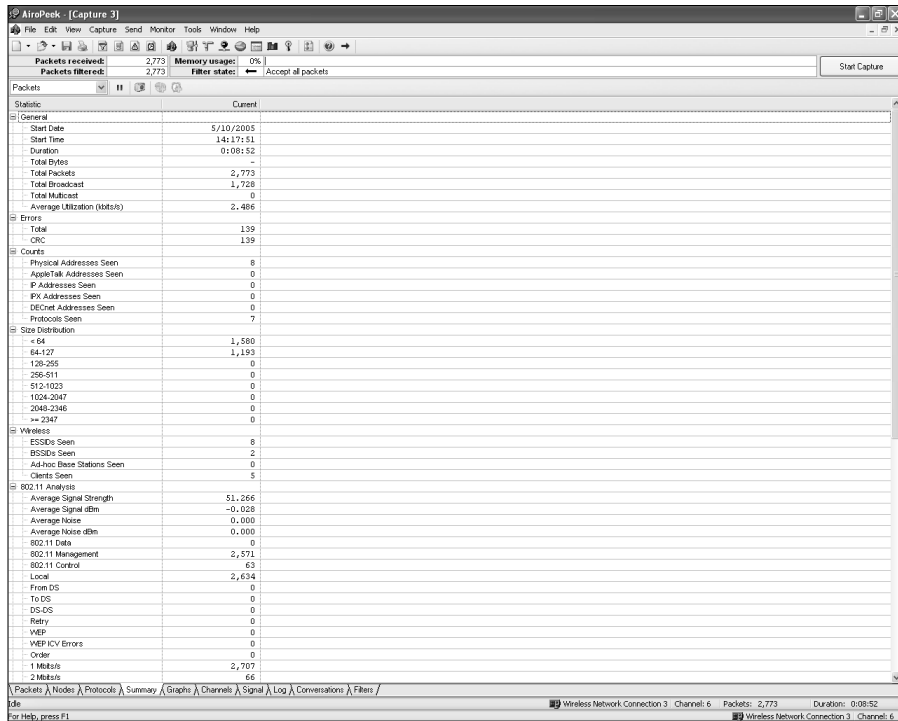 AiroPeek - [Capture 3]
File Edit View Capture Send Monitor Tools Window Help
Packets received: 2,773 Memory usage: 0%
Packets filtered: 2,773 Filter state: Accept all packets
Start Capture
Packets
Statistic Current
General
Start Date 5/10/2005
Start Time 14:17:51
Duration 0:08:52
Total Bytes -
Total Packets 2,773
Total Broadcast 1,728
Total Multicast 0
Average Utilization (kbits/s) 2.486
Errors
Total 139
CRC 139
Counts
Physical Addresses Seen 8
AppleTalk Addresses Seen 0
IP Addresses Seen 0
IPX Addresses Seen 0
DECnet Addresses Seen 0
Protocols Seen 7
Size Distribution
< 64 1,580
64-127 1,193
128-255 0
256-511 0
512-1023 0
1024-2047 0
2048-2346 0
>= 2347 0
Wireless
ESSIDs Seen 8
BSSIDs Seen 2
Ad-hoc Base Stations Seen 0
Clients Seen 5
802.11 Analysis
Average Signal Strength 51.266
Average Signal dBm -0.028
Average Noise 0.000
Average Noise dBm 0.000
802.11 Data 0
802.11 Management 2,571
802.11 Control 63
Local 2,634
From DS 0
To DS 0
DS-DS 0
Retry 0
WEP 0
WEP ICV Errors 0
Order 0
1 Mbits/s 2,707
2 Mbits/s 66
Packets Nodes Protocols Summary Graphs Channels Signal Log Conversations Filters
Idle Wireless Network Connection 3 Channel: 6 Packets: 2,773 Duration: 0:08:52
For Help, press F1 Wireless Network Connection 3 Channel: 6